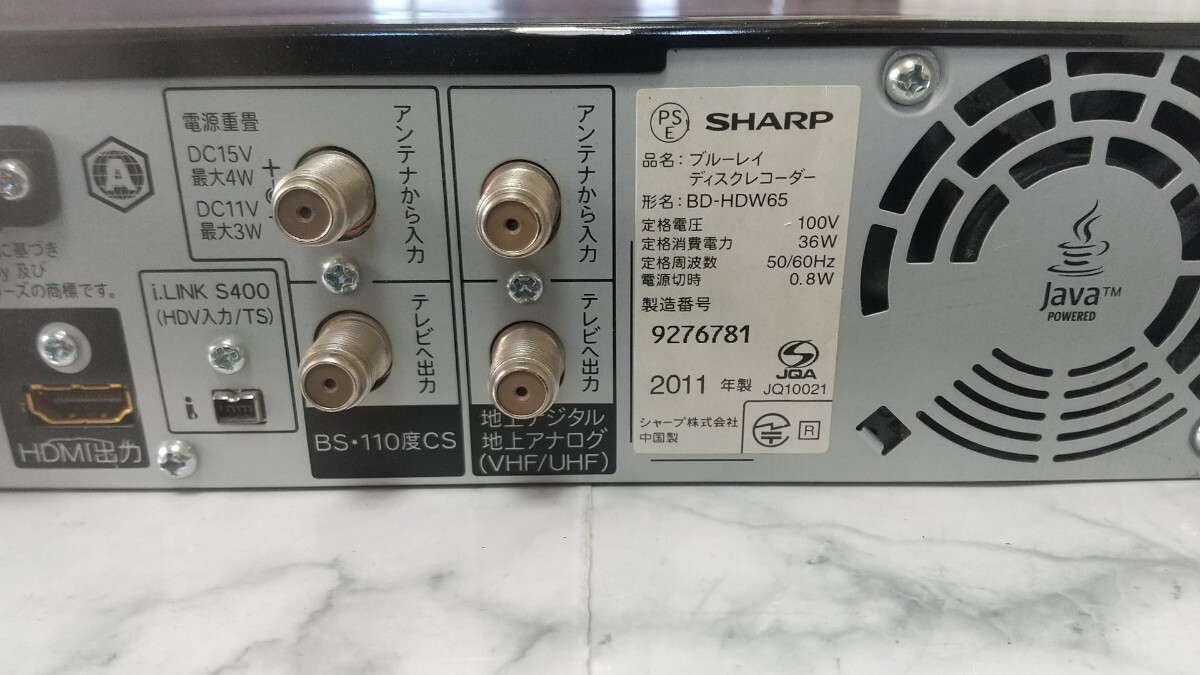 に基づき
by 及び
ーズの商標です。
HDMI出力
i.LINK S400
(HDV入力/TS)
i
電源重畳
DC15V
最大4W
DC11V
最大3W
アンテナから入力
テレビへ出力
BS・110度CS
アンテナから入力
テレビへ出力
地上デジタル
地上アナログ
(VHF/UHF)
PS
E
SHARP
品名: ブルーレイ
ディスクレコーダー
形名: BD-HDW65
定格電圧 100V
定格消費電力 36W
定格周波数 50/60Hz
電源切時 0.8W
製造番号
9276781
2011 年製
JQA
JQ10021
シャープ株式会社
中国製
R
Java™
POWERED